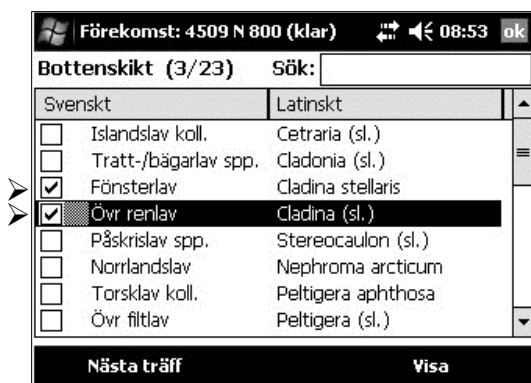 Förekomst: 4509 N 800 (klar) 08:53 ok
Bottenskikt (3/23) Sök:
Svenskt Latinskt
Islandslav koll. Cetraria (sl.)
Tratt-/bägarlav spp. Cladonia (sl.)
Fönsterlav Cladina stellaris
Övr renlav Cladina (sl.)
Påskrislav spp. Stereocaulon (sl.)
Norrlandslav Nephroma arcticum
Torsklav koll. Peltigera aphthosa
Övr filtlav Peltigera (sl.)
Nästa träff Visa